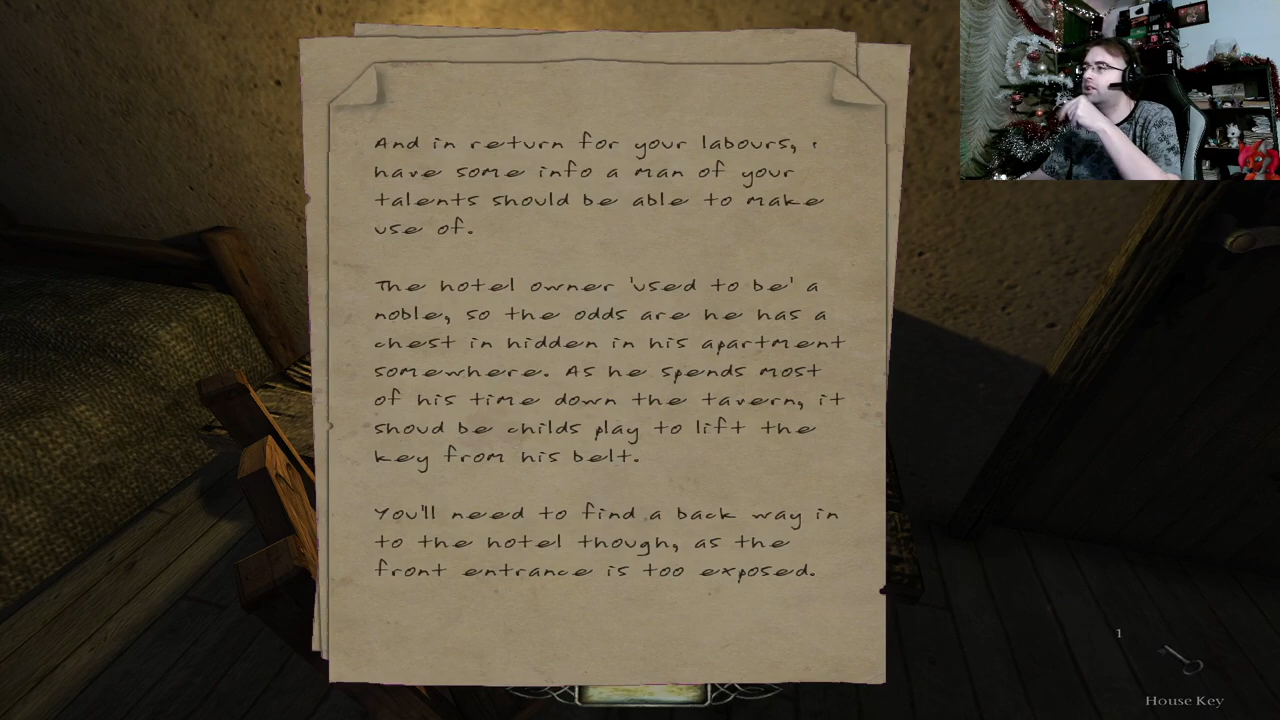 And in return for your labours, i
have some info a man of your
talents should be able to make
use of.
The hotel owner 'used to be' a
noble, so the odds are he has a
chest in hidden in his apartment
somewhere. As he spends most
of his time down the tavern, it
shoud be childs play to lift the
key from his belt.
You'll need to find a back way in
to the hotel though, as the
front entrance is too exposed.
1
House Key